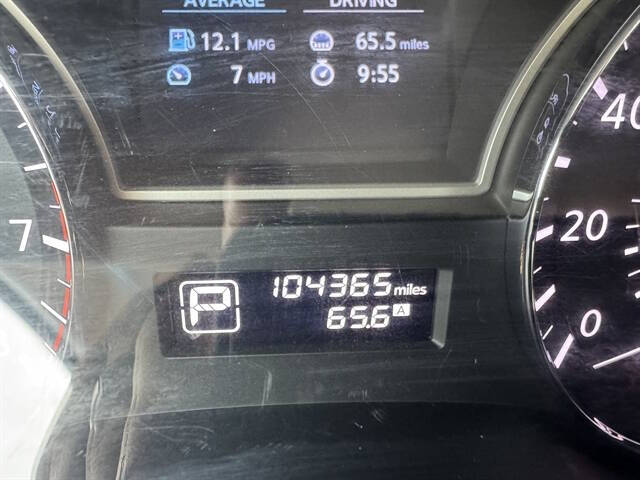 AVERAGE DRIVING
12.1 MPG 65.5 miles
7 MPH 9:55
7
40
20
0
P 104365 miles
65.6 A